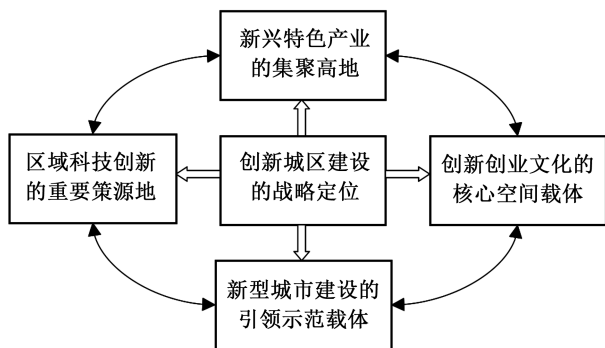 新兴特色产业
的集聚高地
区域科技创新
的重要策源地
创新城区建设
的战略定位
创新创业文化的
核心空间载体
新型城市建设的
引领示范载体